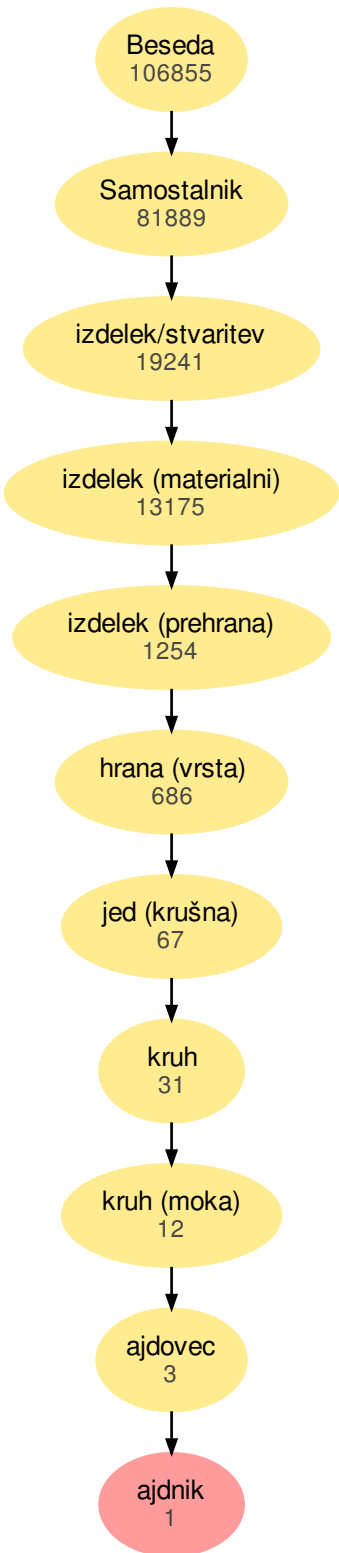 Beseda
106855
Samostalnik
81889
izdelek/stvaritev
19241
izdelek (materialni)
13175
izdelek (prehrana)
1254
hrana (vrsta)
686
jed (krušna)
67
kruh
31
kruh (moka)
12
ajdovec
3
ajdnik
1